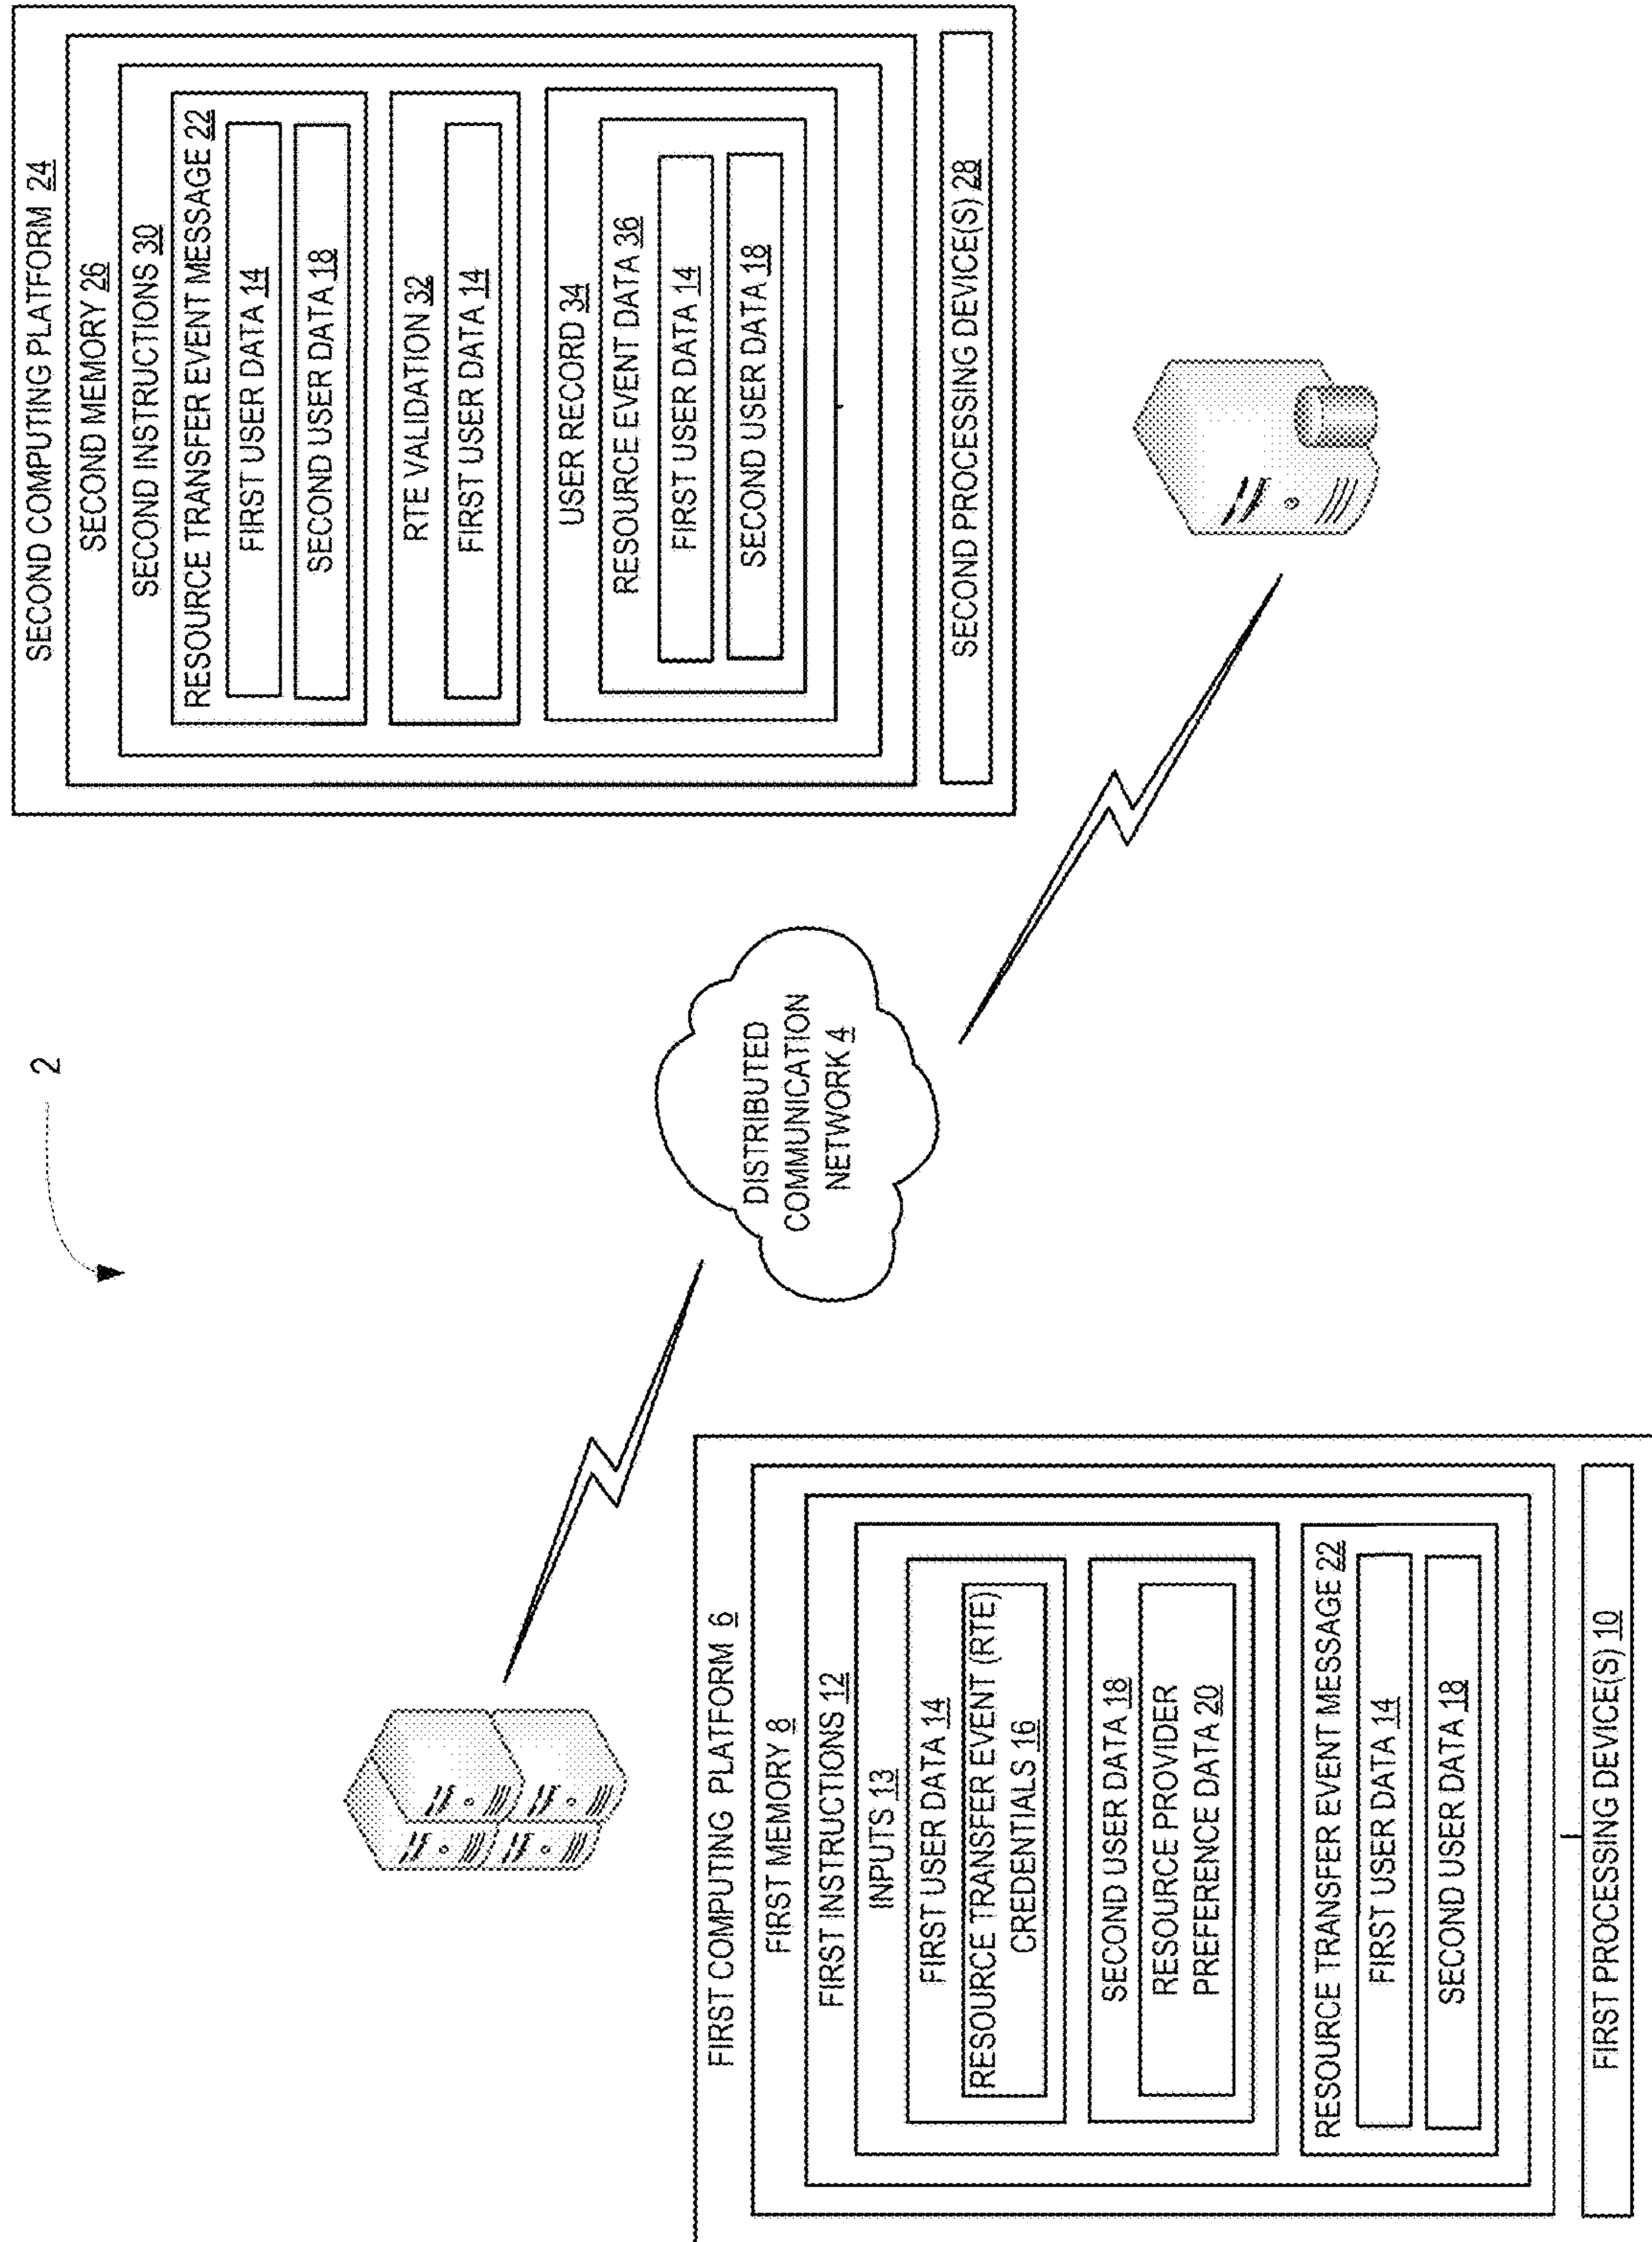 2
FIRST COMPUTING PLATFORM 6
FIRST MEMORY 8
FIRST INSTRUCTIONS 12
INPUTS 13
FIRST USER DATA 14
RESOURCE TRANSFER EVENT (RTE)
CREDENTIALS 16
SECOND USER DATA 18
RESOURCE PROVIDER
PREFERENCE DATA 20
RESOURCE TRANSFER EVENT MESSAGE 22
FIRST USER DATA 14
SECOND USER DATA 18
FIRST PROCESSING DEVICE(S) 10
DISTRIBUTED
COMMUNICATION
NETWORK 4
SECOND COMPUTING PLATFORM 24
SECOND MEMORY 26
SECOND INSTRUCTIONS 30
RESOURCE TRANSFER EVENT MESSAGE 22
FIRST USER DATA 14
SECOND USER DATA 18
RTE VALIDATION 32
FIRST USER DATA 14
USER RECORD 34
RESOURCE EVENT DATA 36
FIRST USER DATA 14
SECOND USER DATA 18
SECOND PROCESSING DEVICE(S) 28